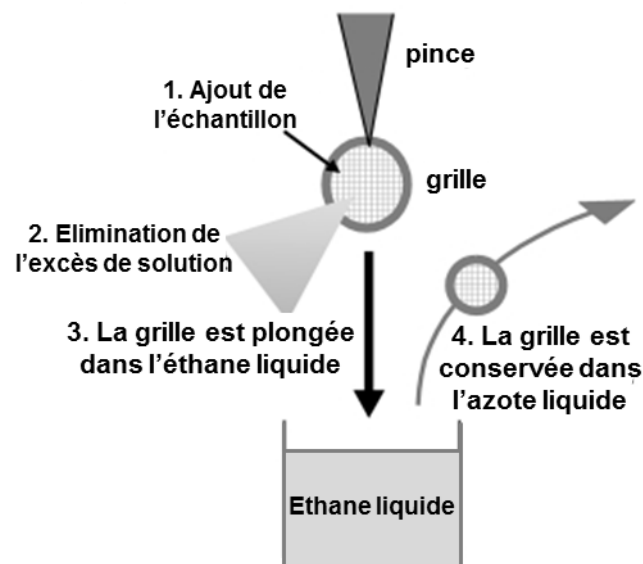 pince
1. Ajout de
l'échantillon
grille
2. Elimination de
l'excès de solution
3. La grille est plongée
dans l'éthane liquide
4. La grille est
conservée dans
l'azote liquide
Ethane liquide